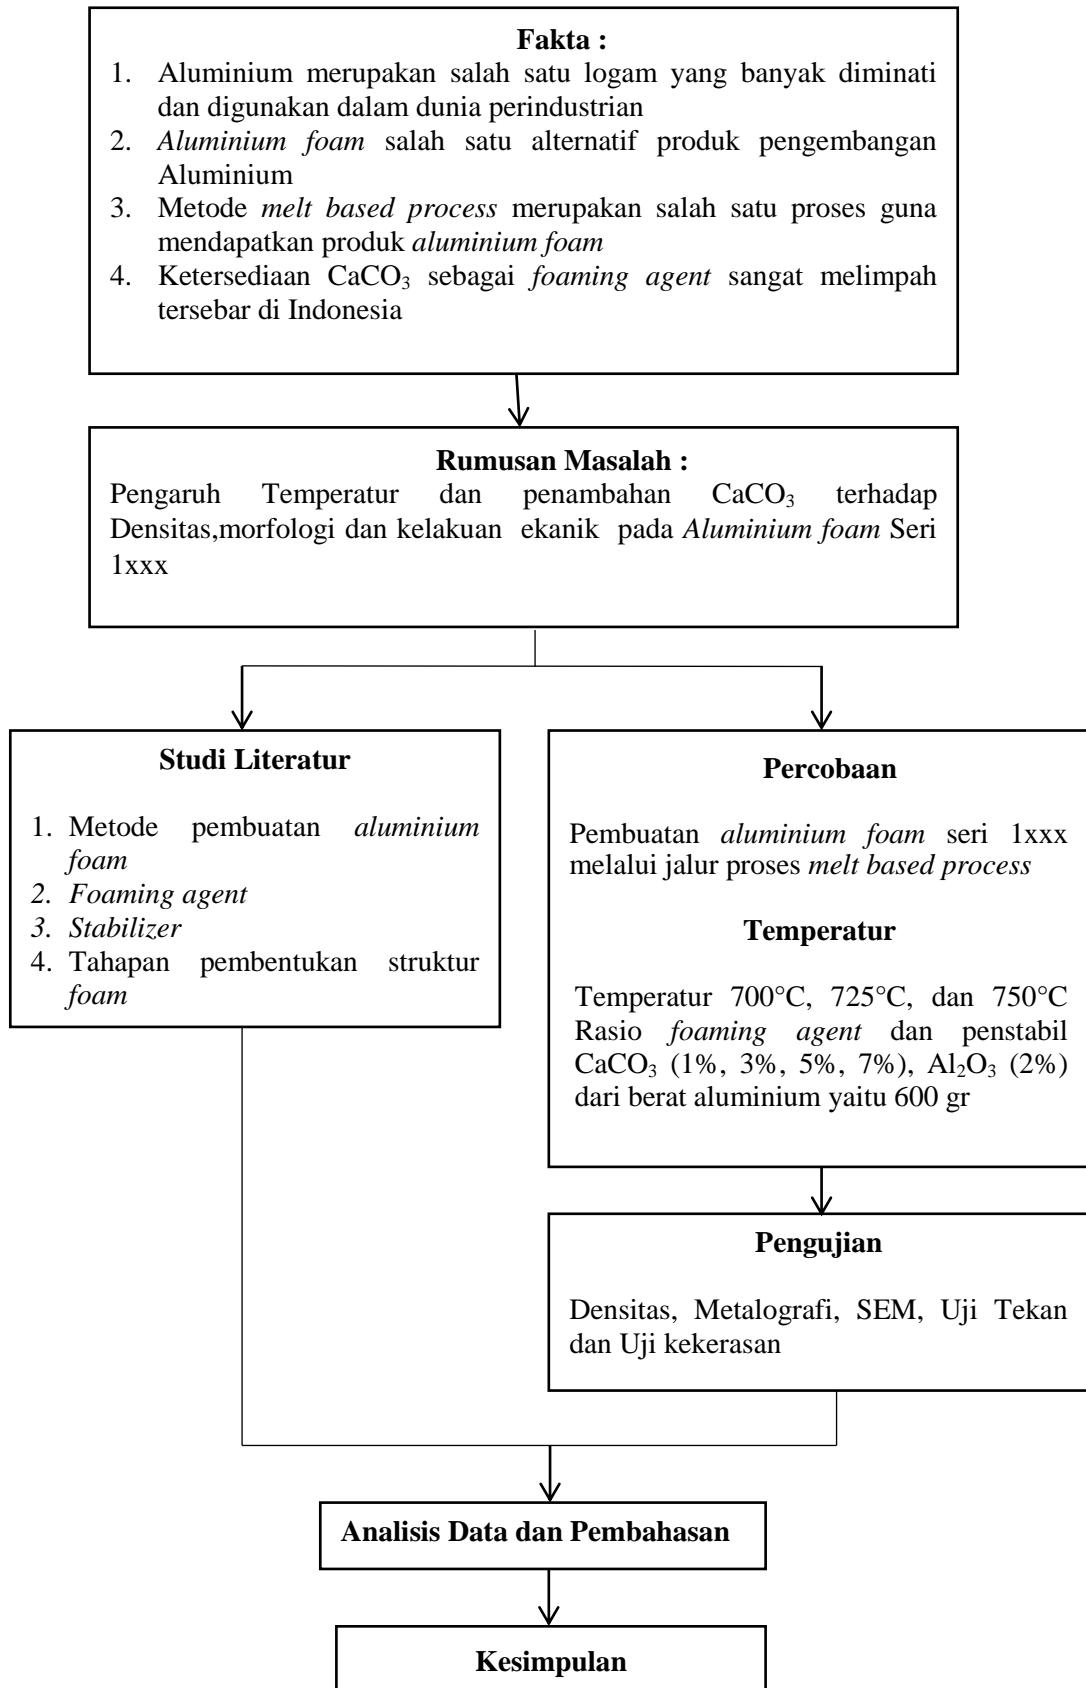 Fakta :
1. Aluminium merupakan salah satu logam yang banyak diminati
dan digunakan dalam dunia perindustrian
2. Aluminium foam salah satu alternatif produk pengembangan
Aluminium
3. Metode melt based process merupakan salah satu proses guna
mendapatkan produk aluminium foam
4. Ketersediaan CaCO₃ sebagai foaming agent sangat melimpah
tersebar di Indonesia
Rumusan Masalah :
Pengaruh Temperatur dan penambahan CaCO₃ terhadap
Densitas,morfologi dan kelakuan ekanik pada Aluminium foam Seri
1xxx
Studi Literatur
1. Metode pembuatan aluminium
foam
2. Foaming agent
3. Stabilizer
4. Tahapan pembentukan struktur
foam
Percobaan
Pembuatan aluminium foam seri 1xxx
melalui jalur proses melt based process
Temperatur
Temperatur 700°C, 725°C, dan 750°C
Rasio foaming agent dan penstabil
CaCO₃ (1%, 3%, 5%, 7%), Al₂O₃ (2%)
dari berat aluminium yaitu 600 gr
Pengujian
Densitas, Metalografi, SEM, Uji Tekan
dan Uji kekerasan
Analisis Data dan Pembahasan
Kesimpulan